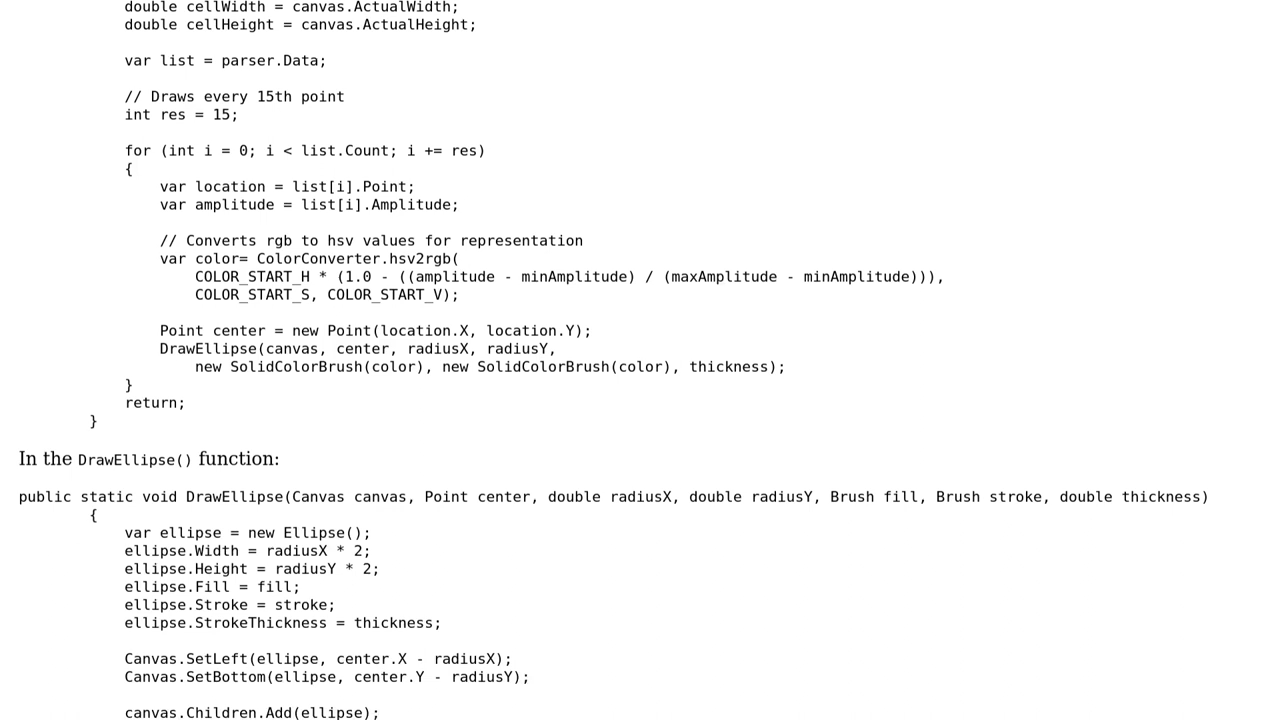 double cellWidth = canvas.ActualWidth;
double cellHeight = canvas.ActualHeight;
var list = parser.Data;
// Draws every 15th point
int res = 15;
for (int i = 0; i < list.Count; i += res)
{
var location = list[i].Point;
var amplitude = list[i].Amplitude;
// Converts rgb to hsv values for representation
var color= ColorConverter.hsv2rgb(
COLOR_START_H * (1.0 - ((amplitude - minAmplitude) / (maxAmplitude - minAmplitude))),
COLOR_START_S, COLOR_START_V);
Point center = new Point(location.X, location.Y);
DrawEllipse(canvas, center, radiusX, radiusY,
new SolidColorBrush(color), new SolidColorBrush(color), thickness);
}
return;
}
In the DrawEllipse() function:
public static void DrawEllipse(Canvas canvas, Point center, double radiusX, double radiusY, Brush fill, Brush stroke, double thickness)
{
var ellipse = new Ellipse();
ellipse.Width = radiusX * 2;
ellipse.Height = radiusY * 2;
ellipse.Fill = fill;
ellipse.Stroke = stroke;
ellipse.StrokeThickness = thickness;
Canvas.SetLeft(ellipse, center.X - radiusX);
Canvas.SetBottom(ellipse, center.Y - radiusY);
canvas.Children.Add(ellipse);